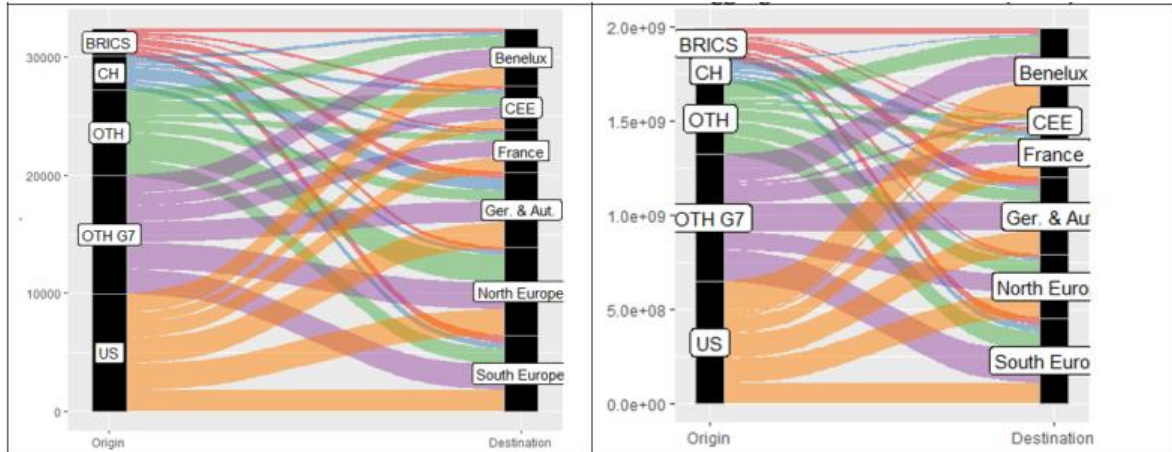 30000
20000
10000
0
BRICS
CH
OTH
OTH G7
US
Benelux
CEE
France
Ger. & Aut.
North Europe
South Europe
Origin
Destination
2.0e+09
1.5e+09
1.0e+09
5.0e+08
0.0e+00
BRICS
CH
OTH
OTH G7
US
Benelux
CEE
France
Ger. & Aut
North Euro
South Euro
Origin
Destination